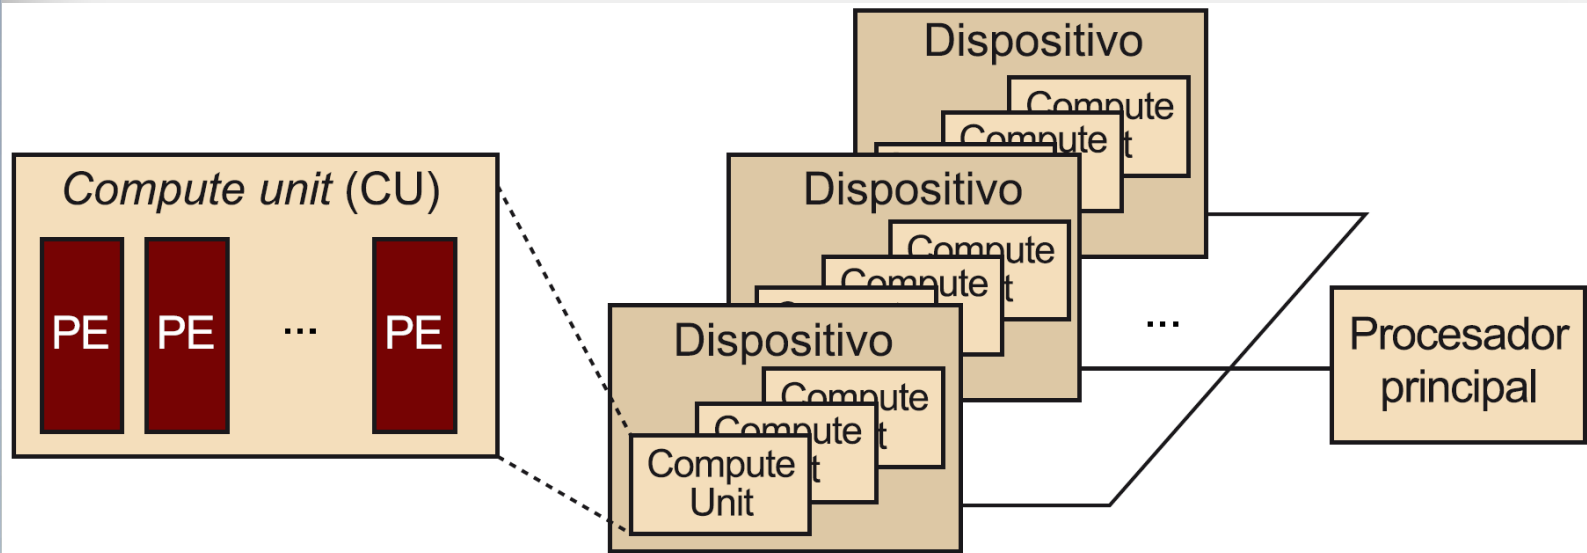 Compute unit (CU)
PE
PE
...
PE
Dispositivo
Compute
t
Compute
Dispositivo
Compute
t
Compute
Dispositivo
Compute
t
Compute
t
Compute
Unit
...
Procesador
principal